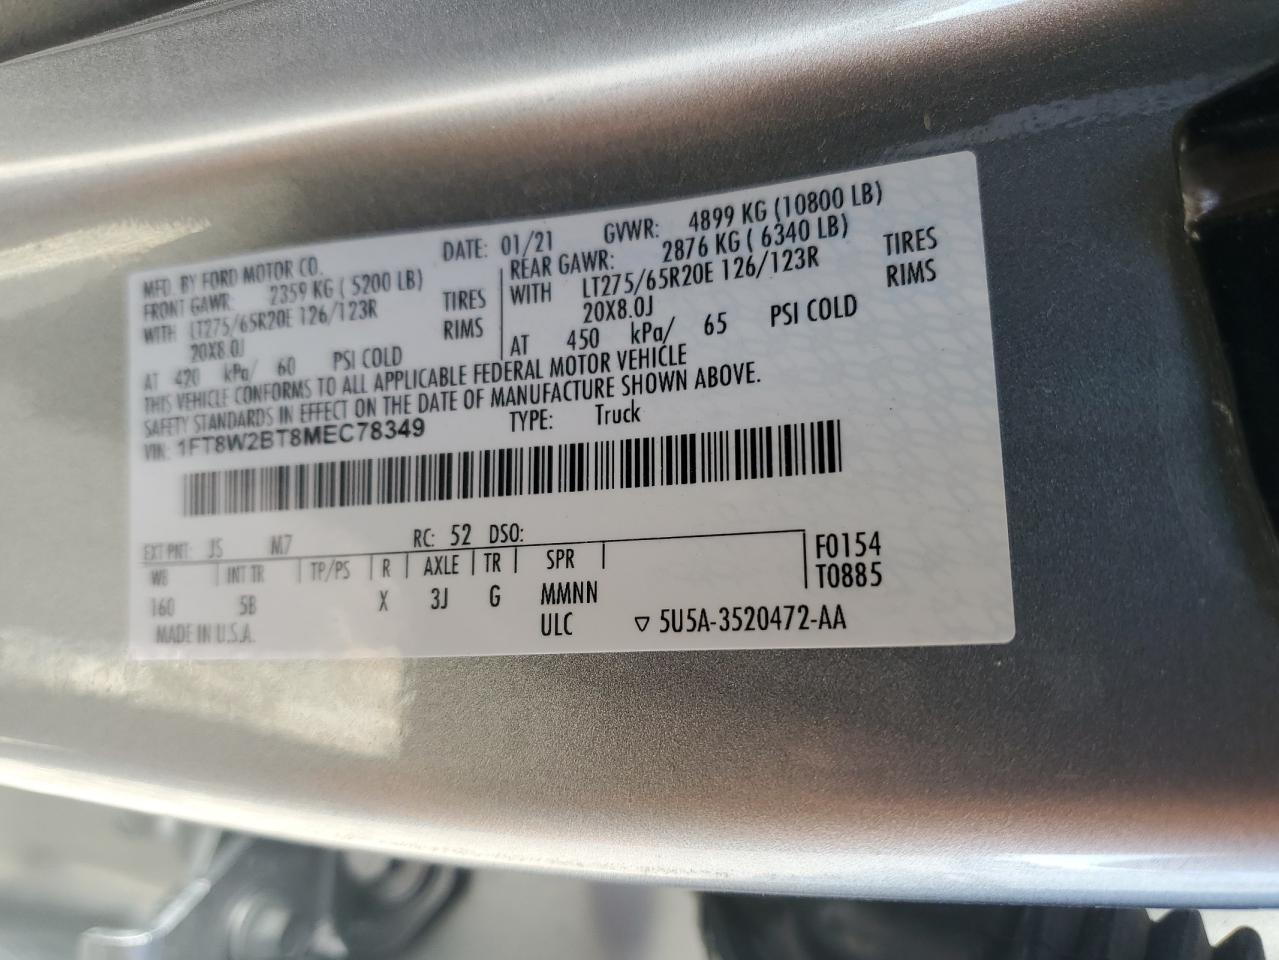 MFD. BY FORD MOTOR CO. DATE: 01/21 GVWR: 4899 KG (10800 LB)
FRONT GAWR: 2359 KG ( 5200 LB) REAR GAWR: 2876 KG ( 6340 LB)
WITH LT275/65R20E 126/123R TIRES WITH LT275/65R20E 126/123R TIRES
20X8.0J RIMS 20X8.0J RIMS
AT 420 kPa/ 60 PSI COLD AT 450 kPa/ 65 PSI COLD
THIS VEHICLE CONFORMS TO ALL APPLICABLE FEDERAL MOTOR VEHICLE
SAFETY STANDARDS IN EFFECT ON THE DATE OF MANUFACTURE SHOWN ABOVE.
VIN: 1FT8W2BT8MEC78349 TYPE: Truck
EXT PNT: JS M7 RC: 52 DSO:
WB INT TR TP/PS R AXLE TR SPR F0154
160 5B X 3J G MMNN T0885
MADE IN U.S.A. ULC ▽ 5U5A-3520472-AA